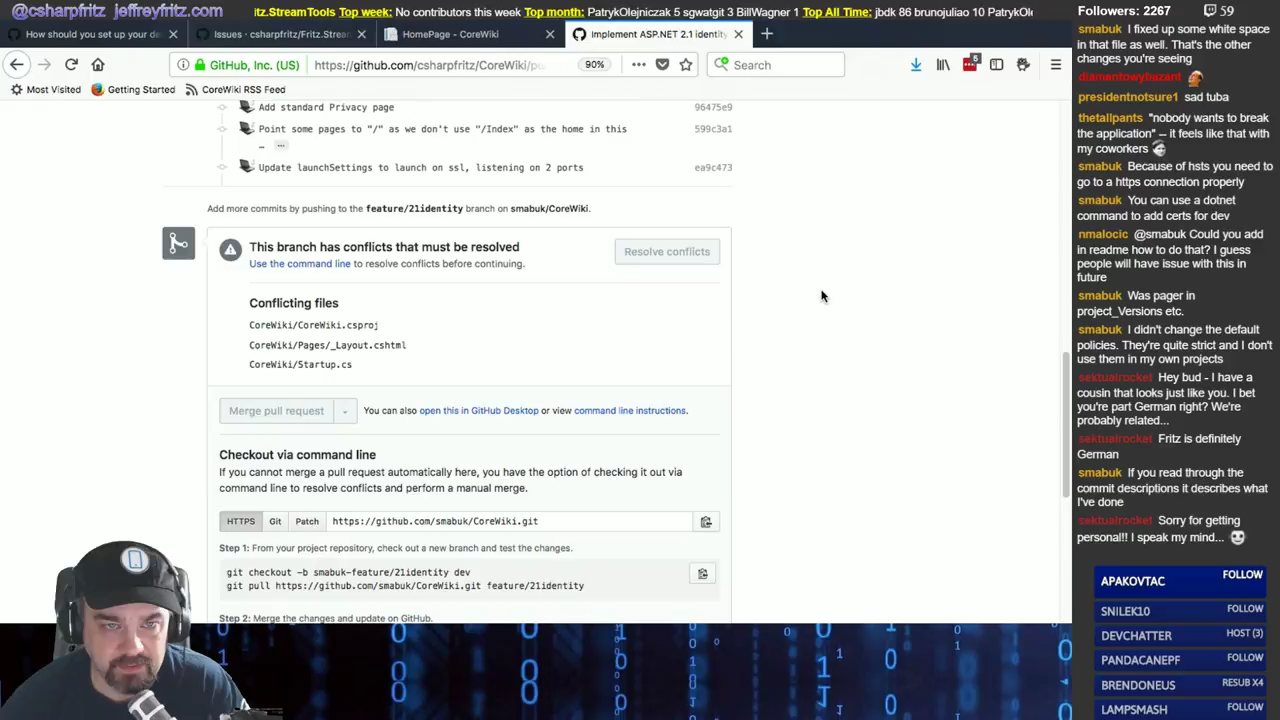 @csharpfritz jeffreyfritz.com
itz.StreamTools Top week: No contributors this week Top month: PatrykOlejniczak 5 sgwatgit 3 BillWagner 1 Top All Time: jbdk 86 brunojuliao 10 PatrykOle
Followers: 2267 59
How should you set up your de
Issues · csharpfritz/Fritz.Stream
HomePage - CoreWiki
Implement ASP.NET 2.1 identity
GitHub, Inc. (US)
https://github.com/csharpfritz/CoreWiki/pu
90%
Search
5
Most Visited
Getting Started
CoreWiki RSS Feed
Add standard Privacy page 96475e9
Point some pages to "/" as we don't use "/Index" as the home in this 599c3a1
… ...
Update launchSettings to launch on ssl, listening on 2 ports ea9c473
Add more commits by pushing to the feature/21identity branch on smabuk/CoreWiki.
This branch has conflicts that must be resolved
Use the command line to resolve conflicts before continuing.
Resolve conflicts
Conflicting files
CoreWiki/CoreWiki.csproj
CoreWiki/Pages/_Layout.cshtml
CoreWiki/Startup.cs
Merge pull request
You can also open this in GitHub Desktop or view command line instructions.
Checkout via command line
If you cannot merge a pull request automatically here, you have the option of checking it out via
command line to resolve conflicts and perform a manual merge.
HTTPS Git Patch https://github.com/smabuk/CoreWiki.git
Step 1: From your project repository, check out a new branch and test the changes.
git checkout -b smabuk-feature/21identity dev
git pull https://github.com/smabuk/CoreWiki.git feature/21identity
Step 2: Merge the changes and update on GitHub.
smabuk I fixed up some white space
in that file as well. That's the other
changes you're seeing
diamantowybazant
presidentnotsure1 sad tuba
thetallpants "nobody wants to break
the application" -- it feels like that with
my coworkers
smabuk Because of hsts you need to
go to a https connection properly
smabuk You can use a dotnet
command to add certs for dev
nmalocic @smabuk Could you add
in readme how to do that? I guess
people will have issue with this in
future
smabuk Was pager in
project_Versions etc.
smabuk I didn't change the default
policies. They're quite strict and I don't
use them in my own projects
sektualrocket Hey bud - I have a
cousin that looks just like you. I bet
you're part German right? We're
probably related...
sektualrocket Fritz is definitely
German
smabuk If you read through the
commit descriptions it describes what
I've done
sektualrocket Sorry for getting
personal!! I speak my mind...
APAKOVTAC FOLLOW
SNILEK10 FOLLOW
DEVCHATTER HOST (3)
PANDACANEPF FOLLOW
BRENDONEUS RESUB X4
LAMPSMASH FOLLOW